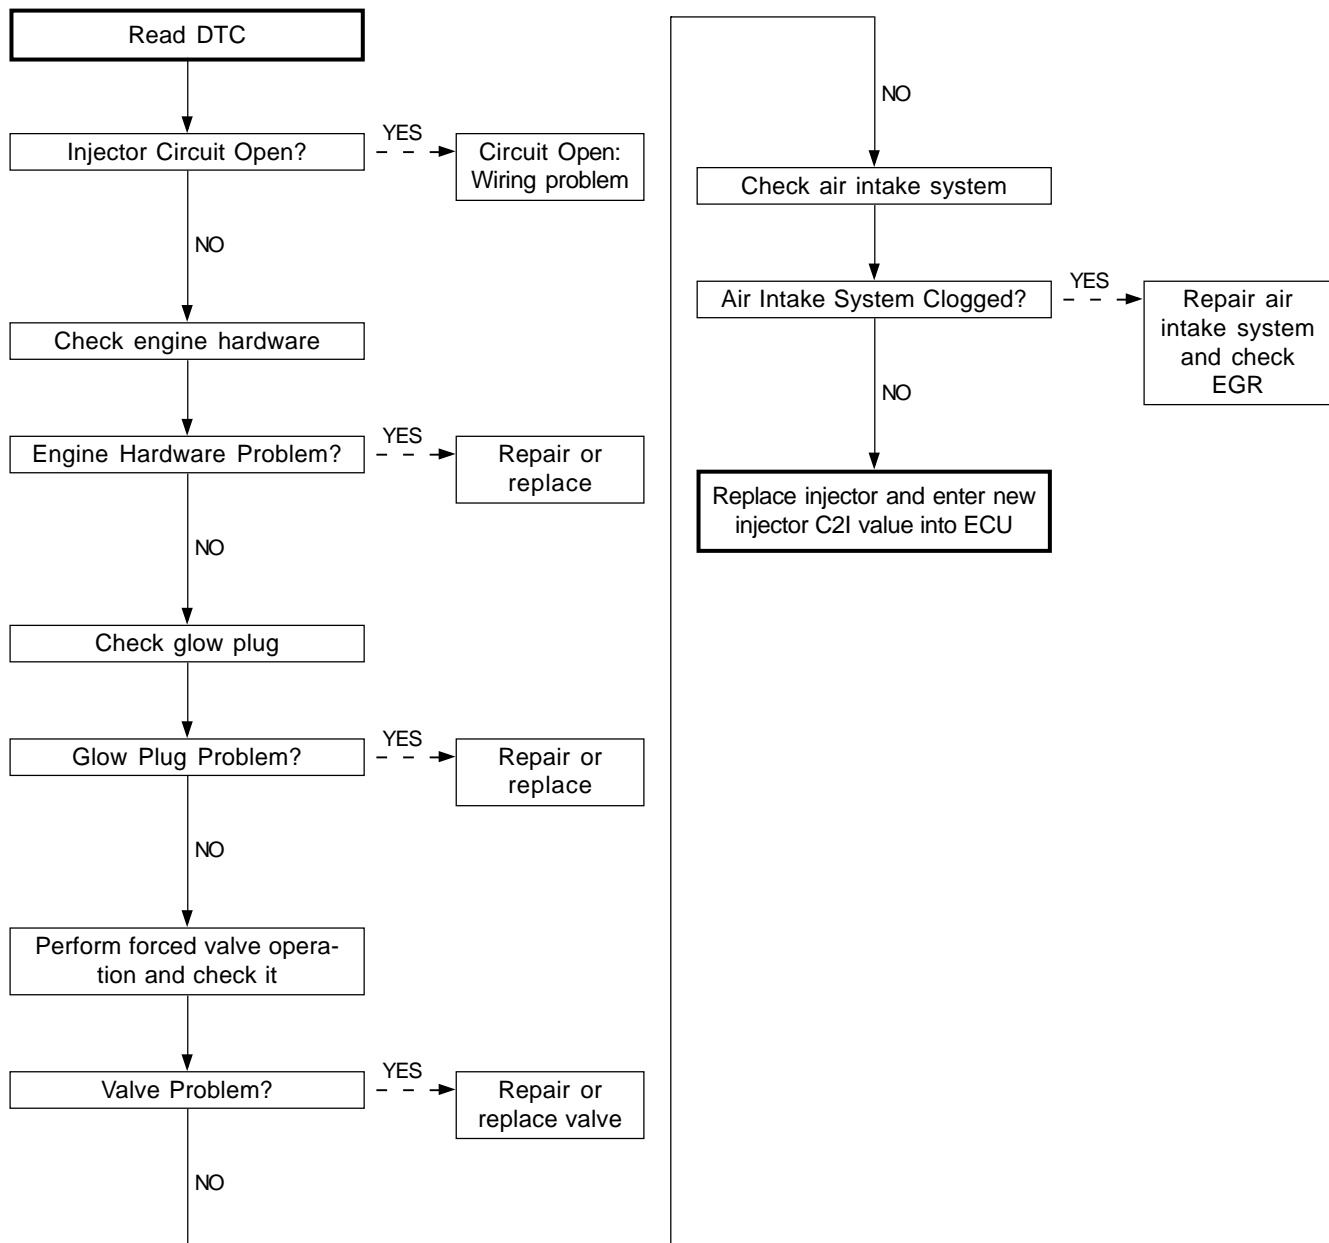 Read DTC
Injector Circuit Open?
YES
Circuit Open:
Wiring problem
NO
Check engine hardware
Engine Hardware Problem?
YES
Repair or
replace
NO
Check glow plug
Glow Plug Problem?
YES
Repair or
replace
NO
Perform forced valve opera-
tion and check it
Valve Problem?
YES
Repair or
replace valve
NO
NO
Check air intake system
Air Intake System Clogged?
YES
Repair air
intake system
and check
EGR
NO
Replace injector and enter new
injector C2I value into ECU